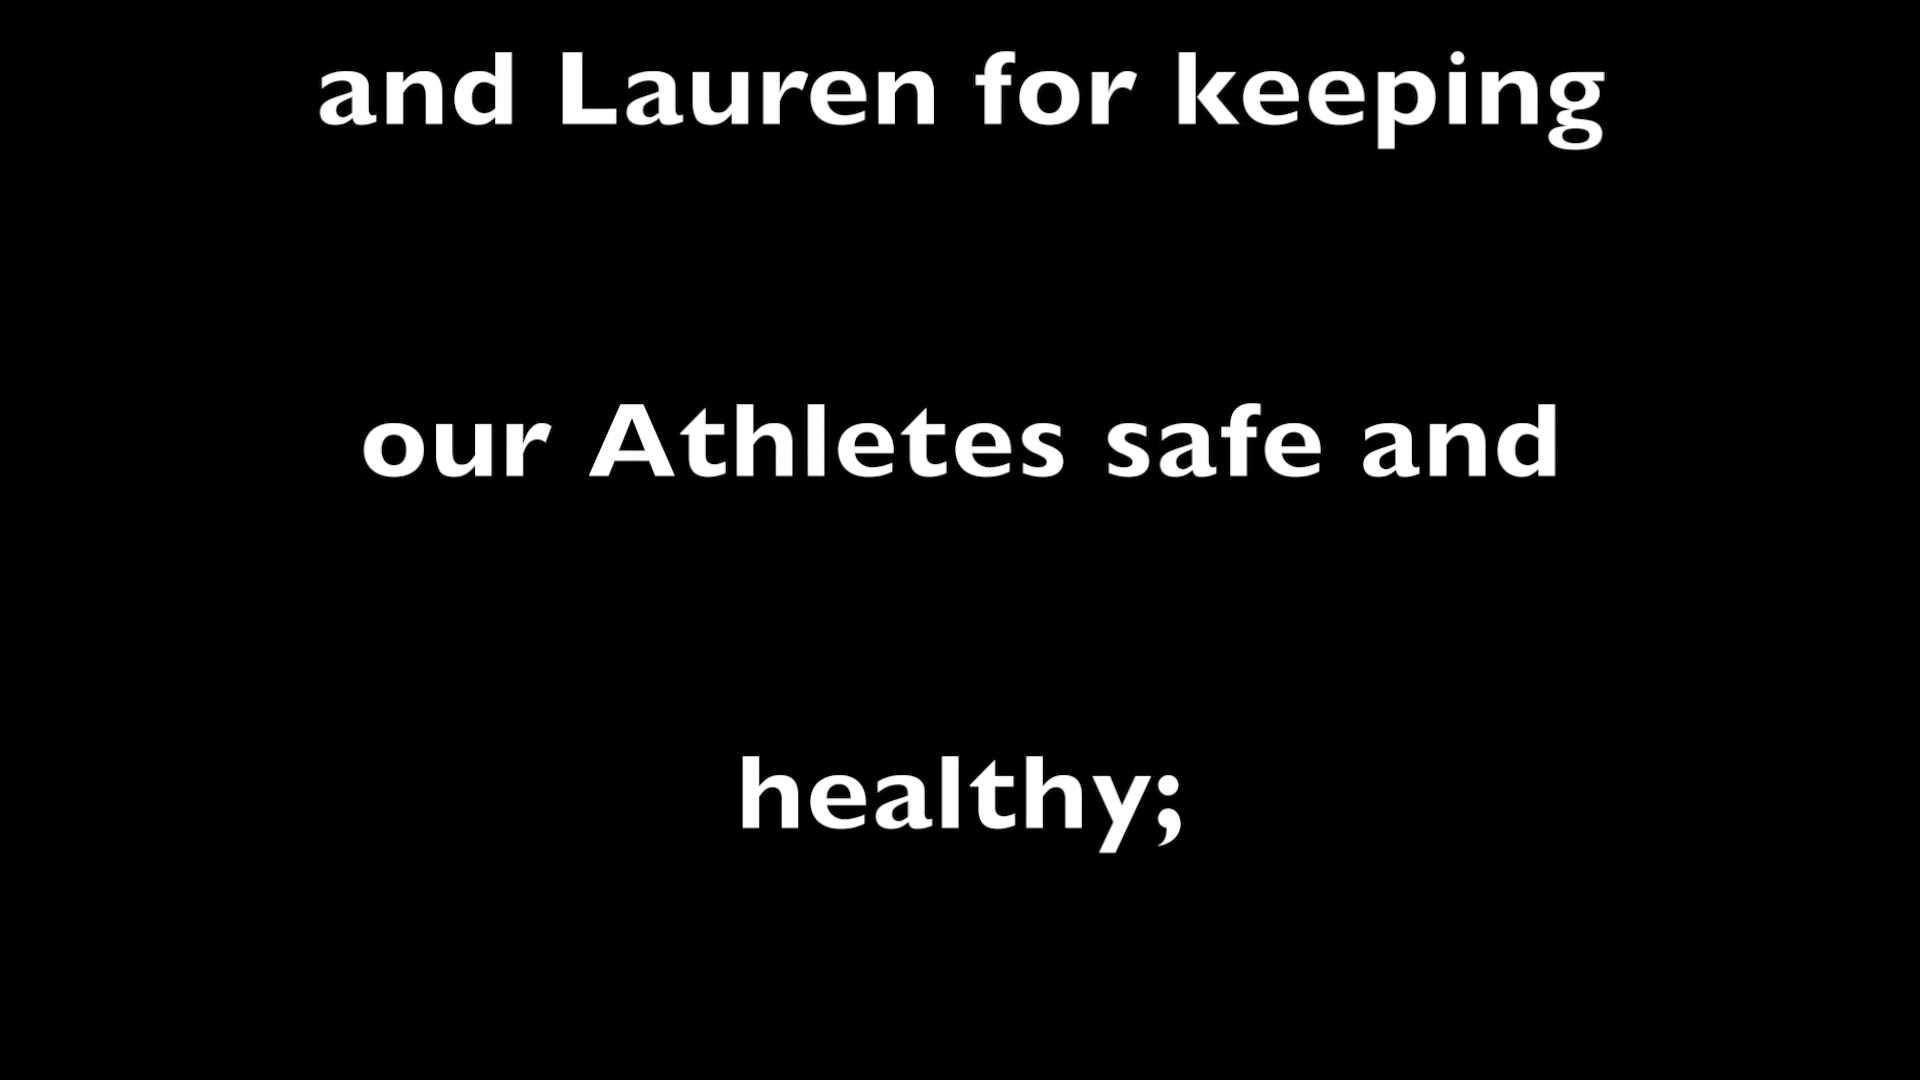 and Lauren for keeping
our Athletes safe and
healthy;